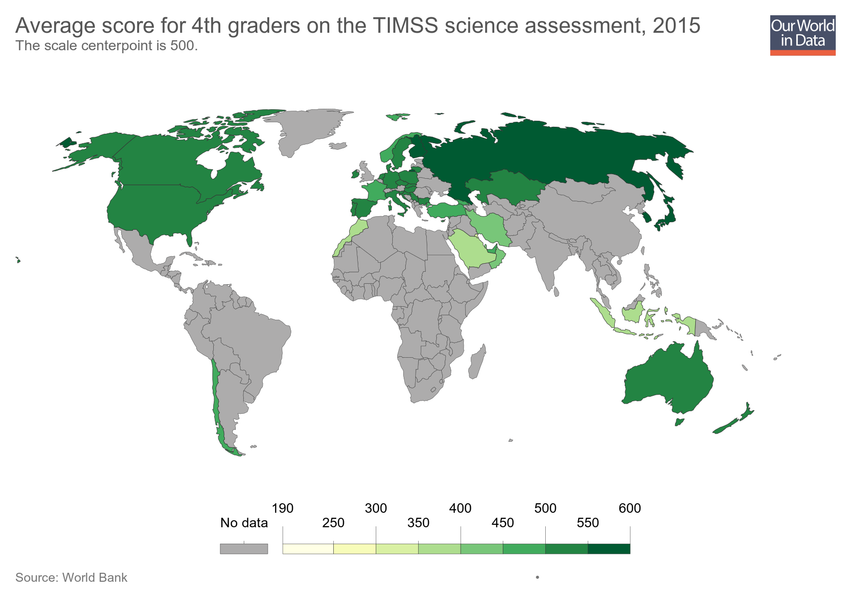 Average score for 4th graders on the TIMSS science assessment, 2015
The scale centerpoint is 500.
Our World
in Data
190 300 400 500 600
No data 250 350 450 550
Source: World Bank